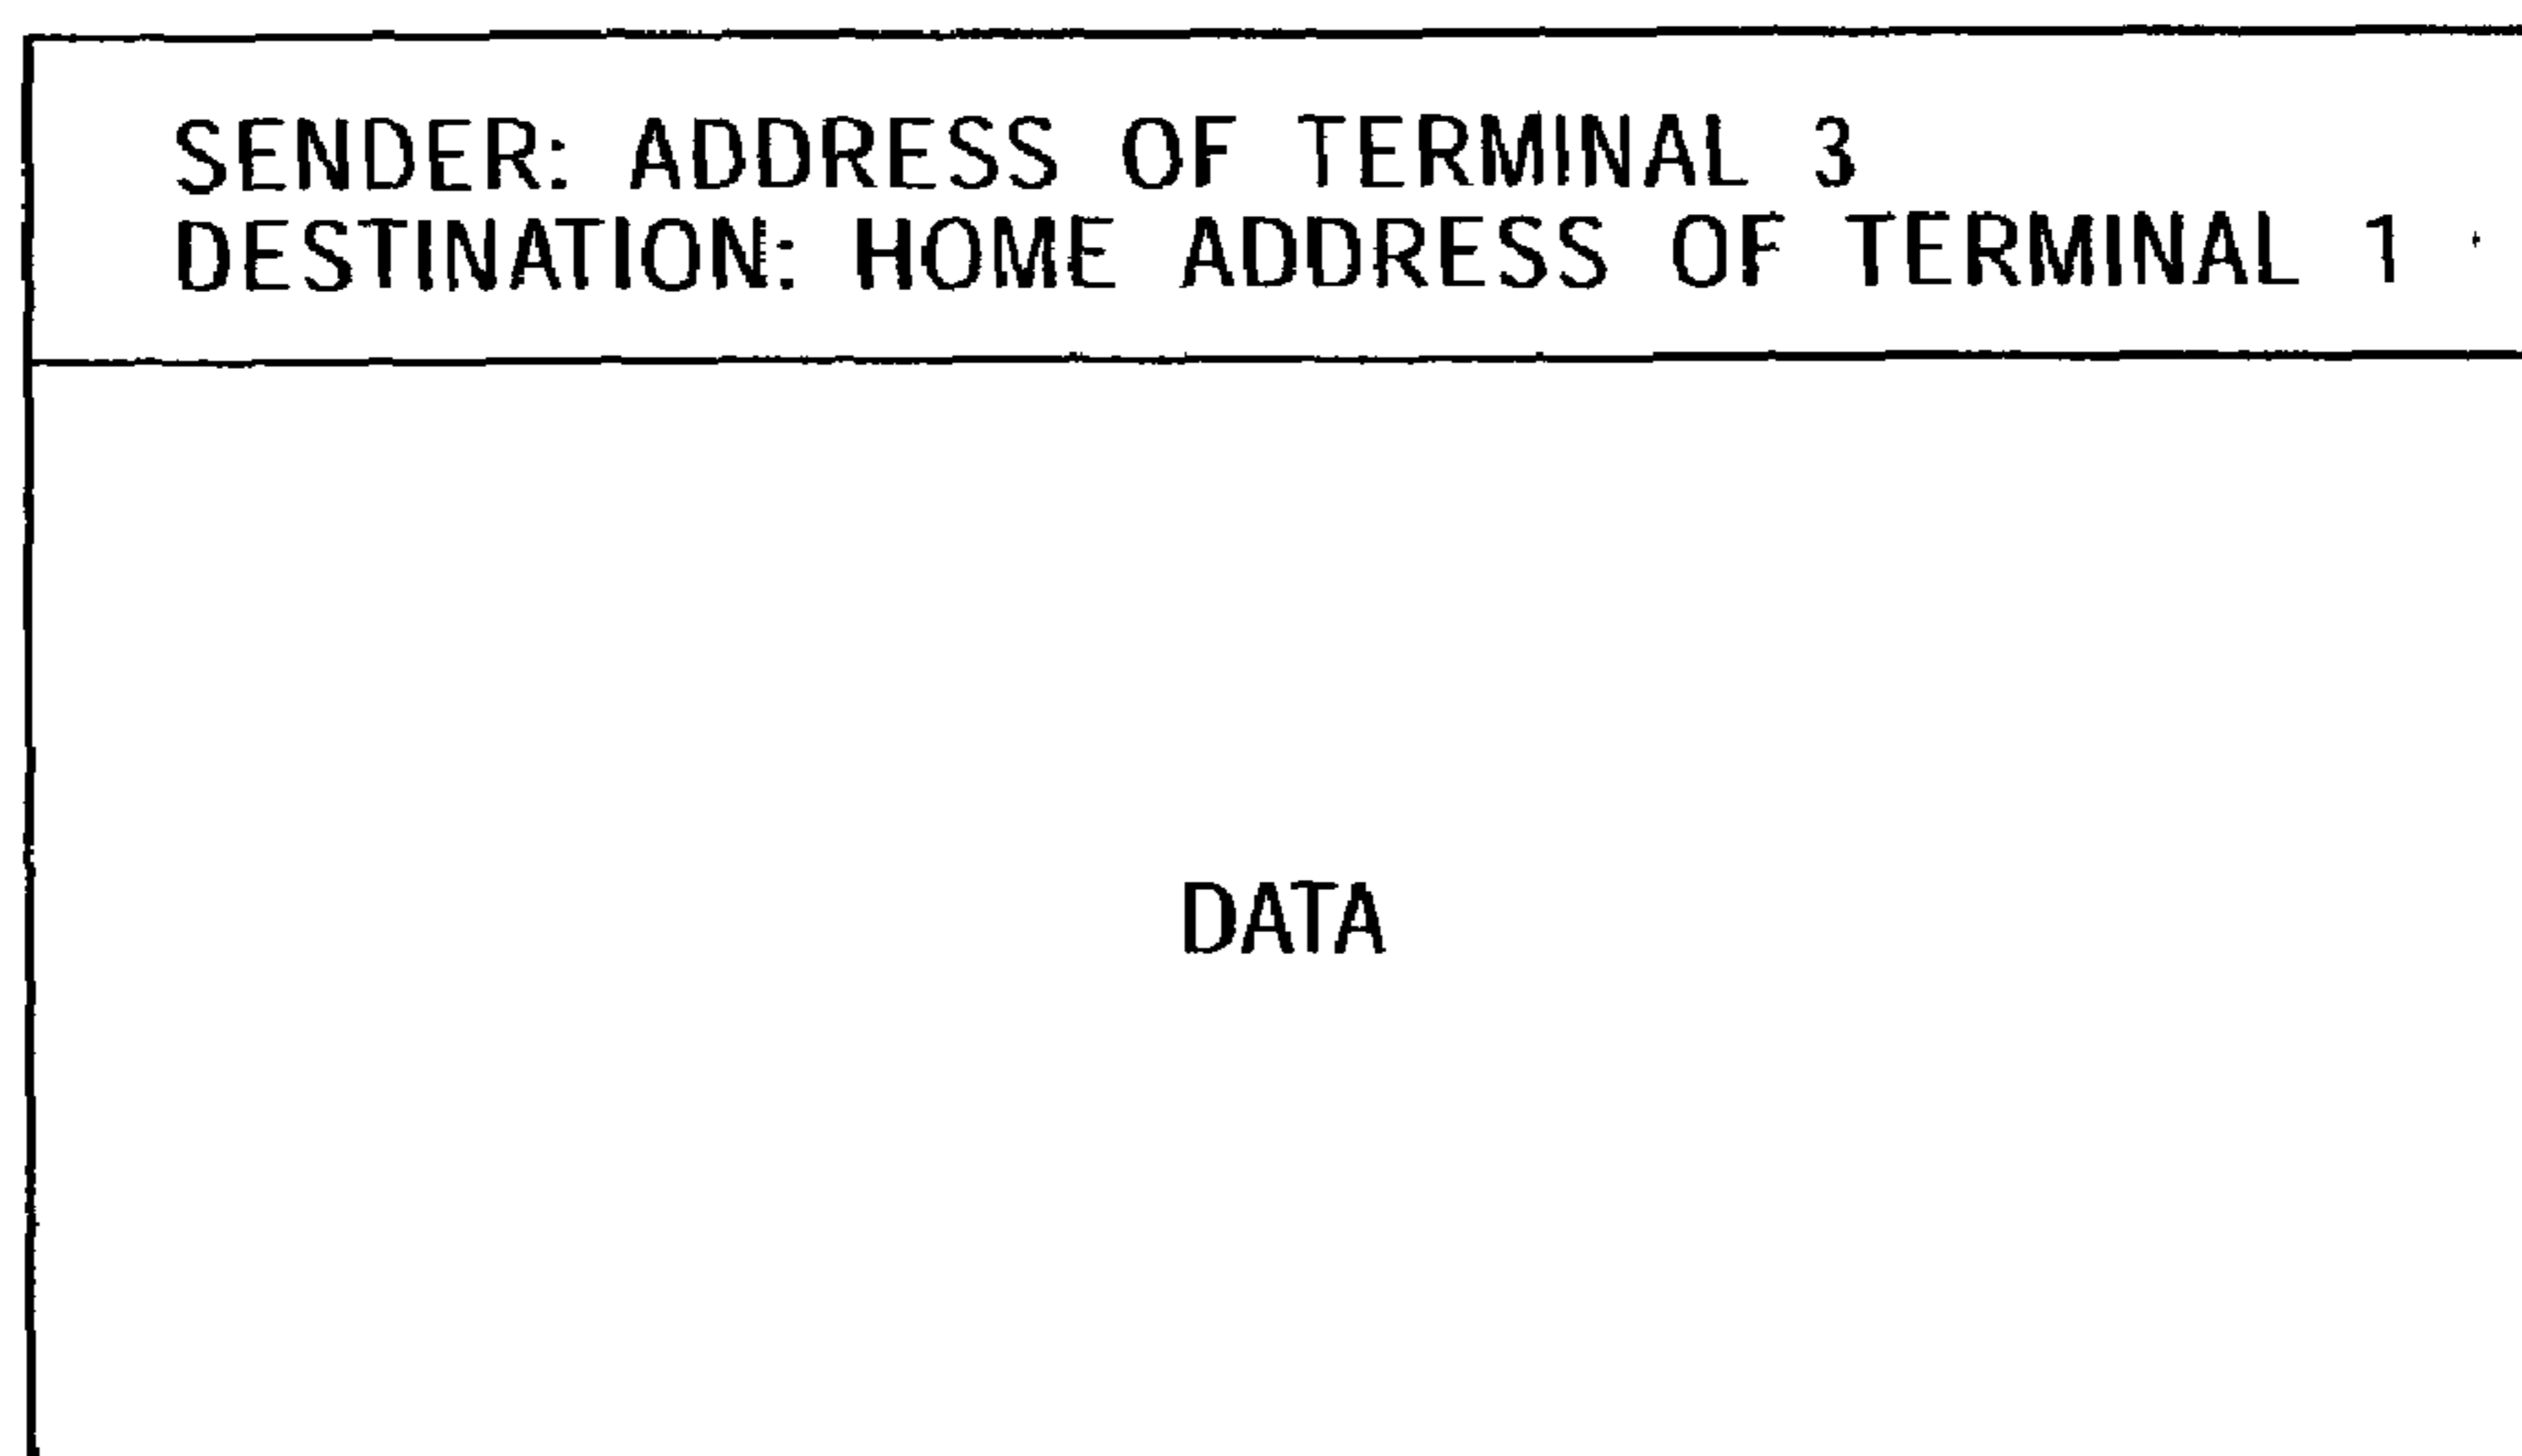 SENDER: ADDRESS OF TERMINAL 3
DESTINATION: HOME ADDRESS OF TERMINAL 1
DATA